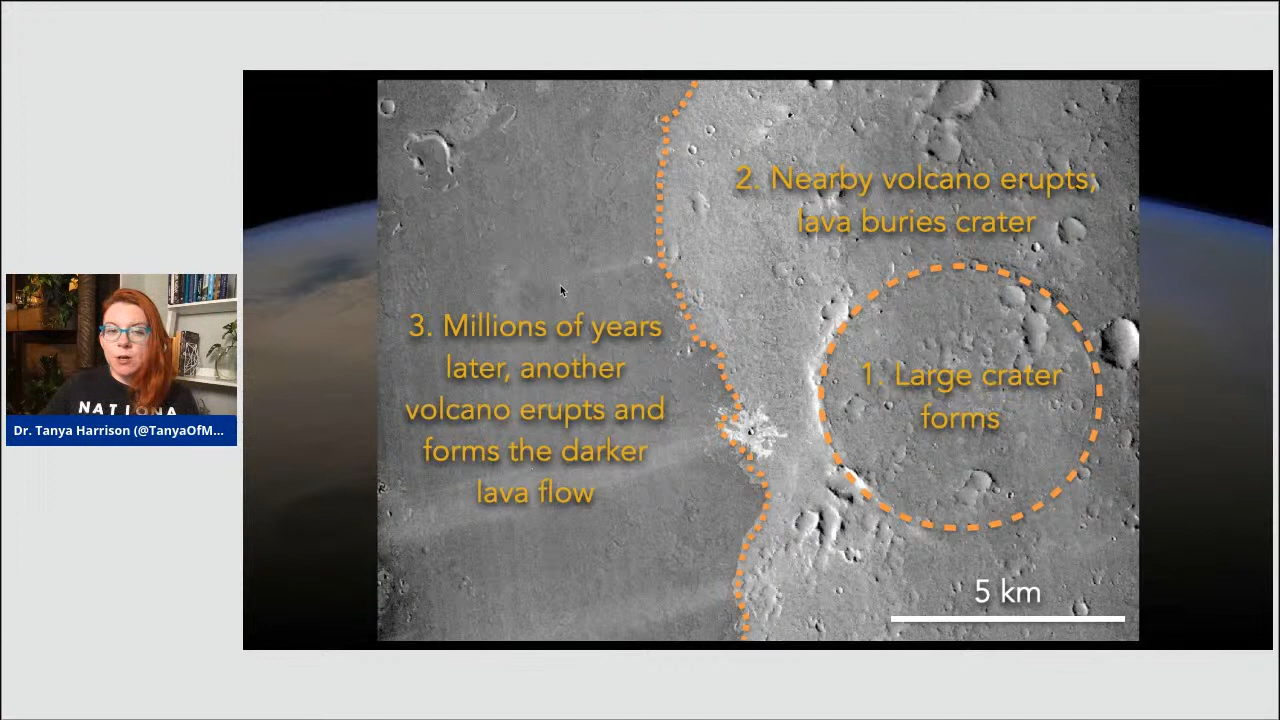 2. Nearby volcano erupts;
lava buries crater
3. Millions of years
later, another
volcano erupts and
forms the darker
lava flow
1. Large crater
forms
5 km
NATIONA
Dr. Tanya Harrison (@TanyaOfM...